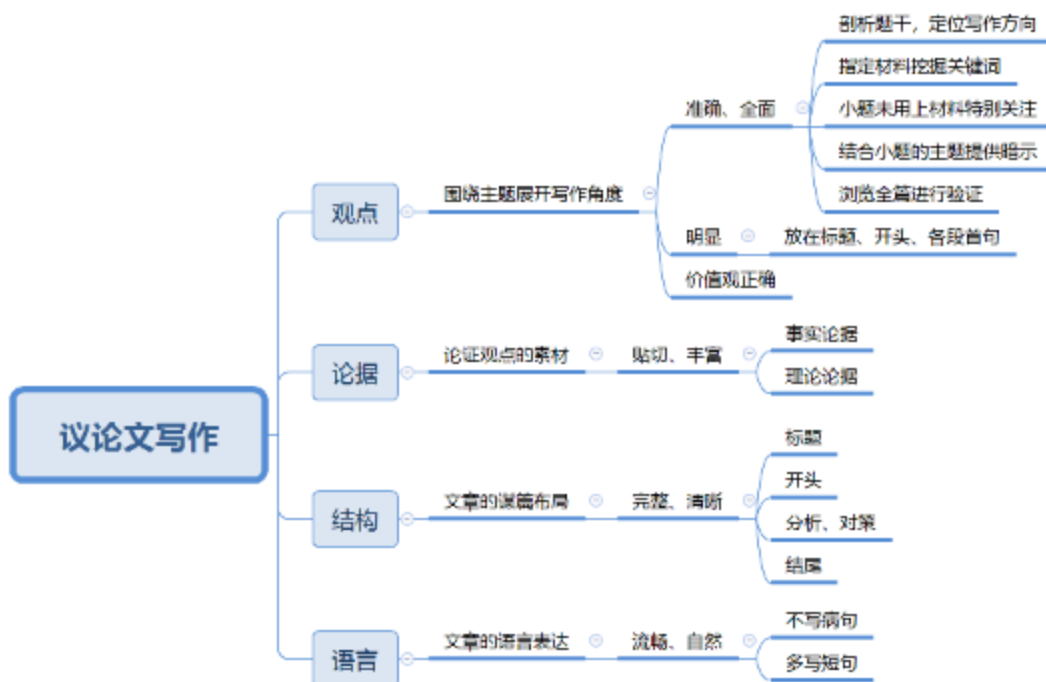 议论文写作
观点
围绕主题展开写作角度
准确、全面
剖析题干，定位写作方向
指定材料挖掘关键词
小题未用上材料特别关注
结合小题的主题提供暗示
浏览全篇进行验证
明显
放在标题、开头、各段首句
价值观正确
论据
论证观点的素材
贴切、丰富
事实论据
理论论据
结构
文章的谋篇布局
完整、清晰
标题
开头
分析、对策
结尾
语言
文章的语言表达
流畅、自然
不写病句
多写短句